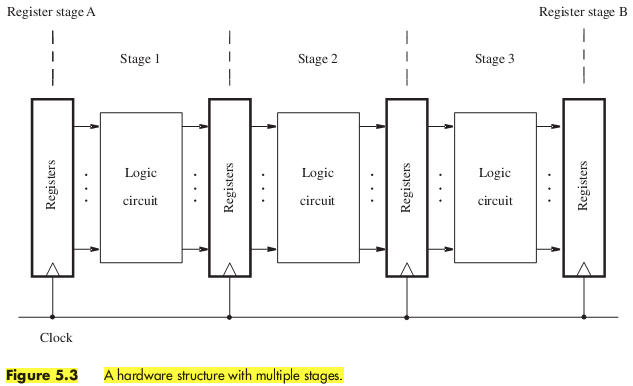 Register stage A
Register stage B
Stage 1
Stage 2
Stage 3
Registers
Logic
circuit
Registers
Logic
circuit
Registers
Logic
circuit
Registers
Clock
Figure 5.3 A hardware structure with multiple stages.